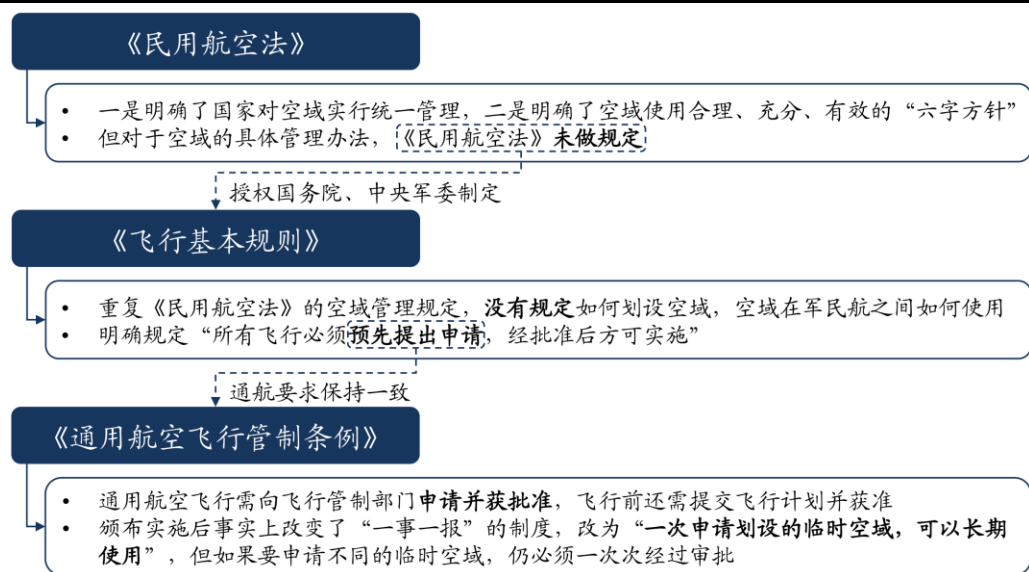 《民用航空法》
• 一是明确了国家对空域实行统一管理，二是明确了空域使用合理、充分、有效的“六字方针”
• 但对于空域的具体管理办法，《民用航空法》未做规定
授权国务院、中央军委制定
《飞行基本规则》
• 重复《民用航空法》的空域管理规定，没有规定如何划设空域，空域在军民航之间如何使用
• 明确规定“所有飞行必须预先提出申请，经批准后方可实施”
通航要求保持一致
《通用航空飞行管制条例》
• 通用航空飞行需向飞行管制部门申请并获批准，飞行前还需提交飞行计划并获准
• 颁布实施后事实上改变了“一事一报”的制度，改为“一次申请划设的临时空域，可以长期
使用”，但如果要申请不同的临时空域，仍必须一次次经过审批